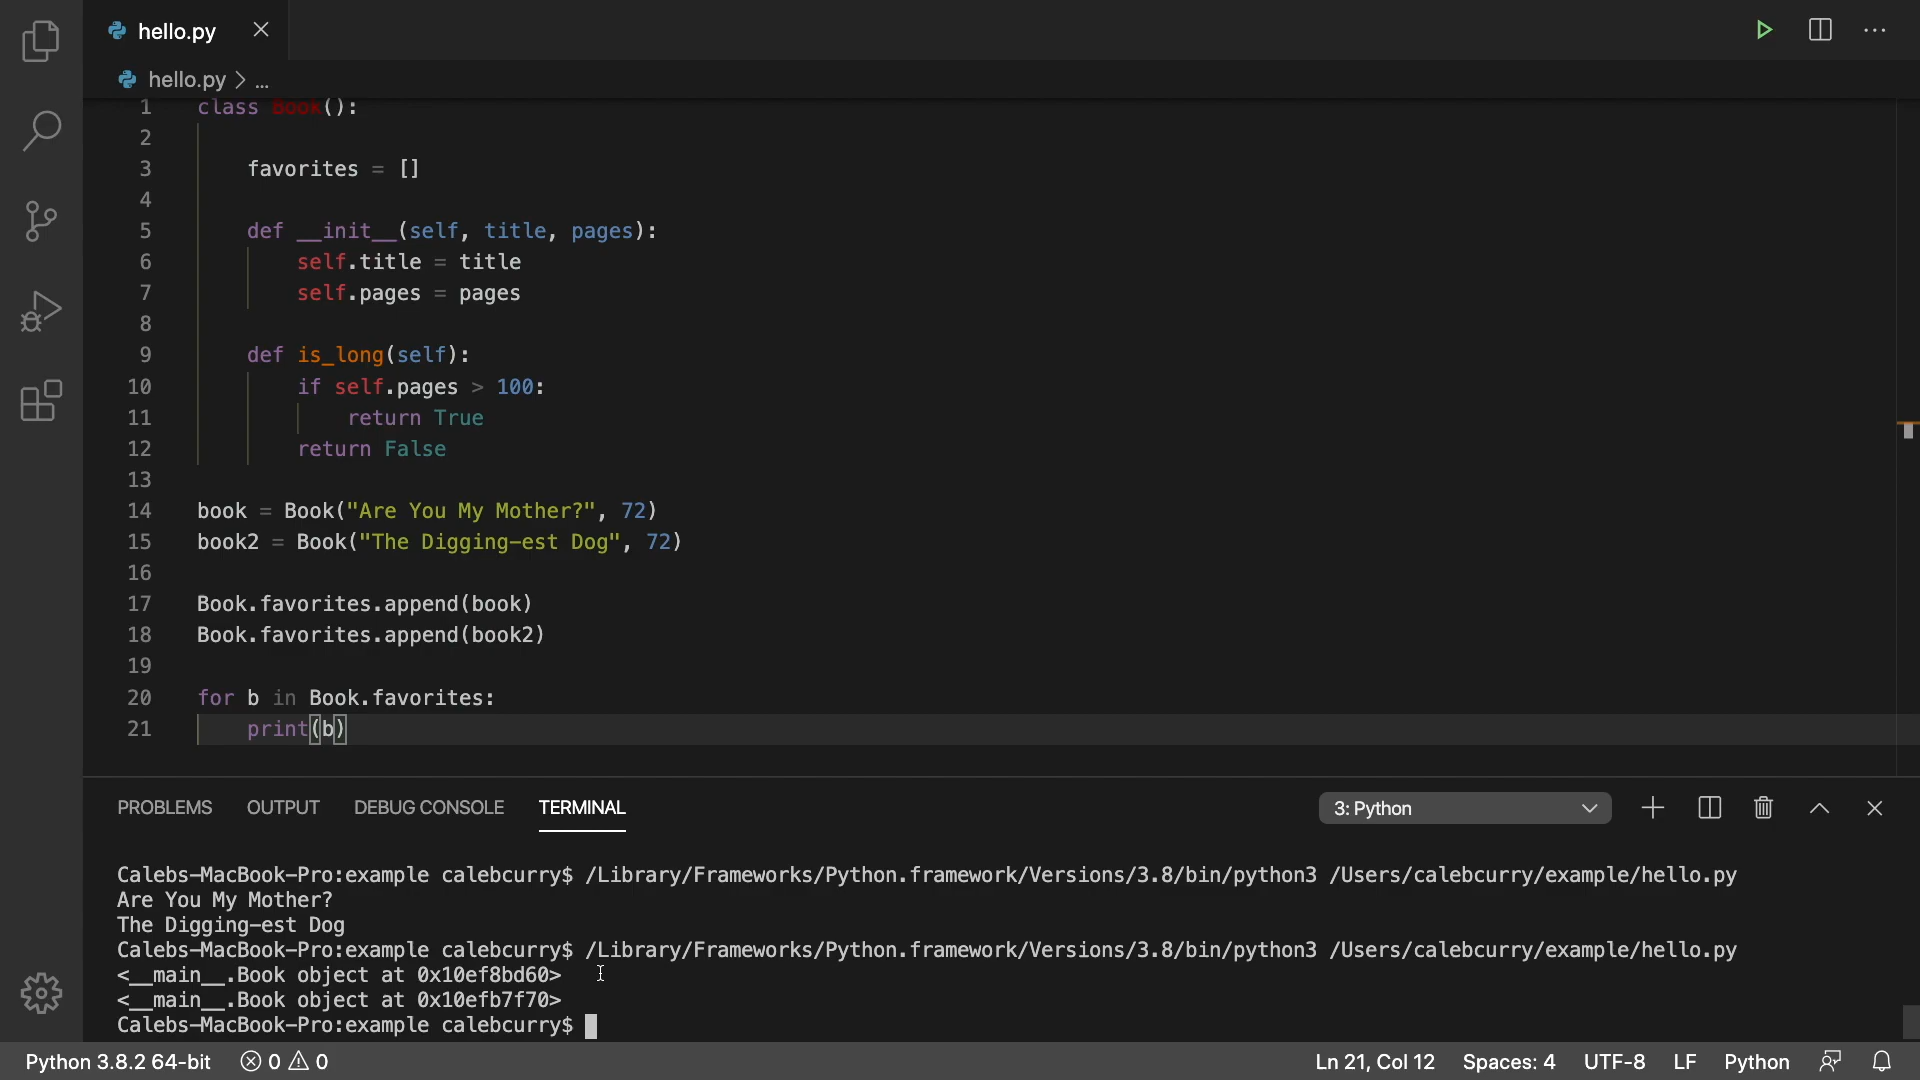 hello.py
hello.py > ...
1 class Book():
2
3 favorites = []
4
5 def __init__(self, title, pages):
6 self.title = title
7 self.pages = pages
8
9 def is_long(self):
10 if self.pages > 100:
11 return True
12 return False
13
14 book = Book("Are You My Mother?", 72)
15 book2 = Book("The Digging-est Dog", 72)
16
17 Book.favorites.append(book)
18 Book.favorites.append(book2)
19
20 for b in Book.favorites:
21 print(b)
PROBLEMS OUTPUT DEBUG CONSOLE TERMINAL 3: Python
Calebs-MacBook-Pro:example calebcurry$ /Library/Frameworks/Python.framework/Versions/3.8/bin/python3 /Users/calebcurry/example/hello.py
Are You My Mother?
The Digging-est Dog
Calebs-MacBook-Pro:example calebcurry$ /Library/Frameworks/Python.framework/Versions/3.8/bin/python3 /Users/calebcurry/example/hello.py
<__main__.Book object at 0x10ef8bd60>
<__main__.Book object at 0x10efb7f70>
Calebs-MacBook-Pro:example calebcurry$
Python 3.8.2 64-bit 0 0 Ln 21, Col 12 Spaces: 4 UTF-8 LF Python